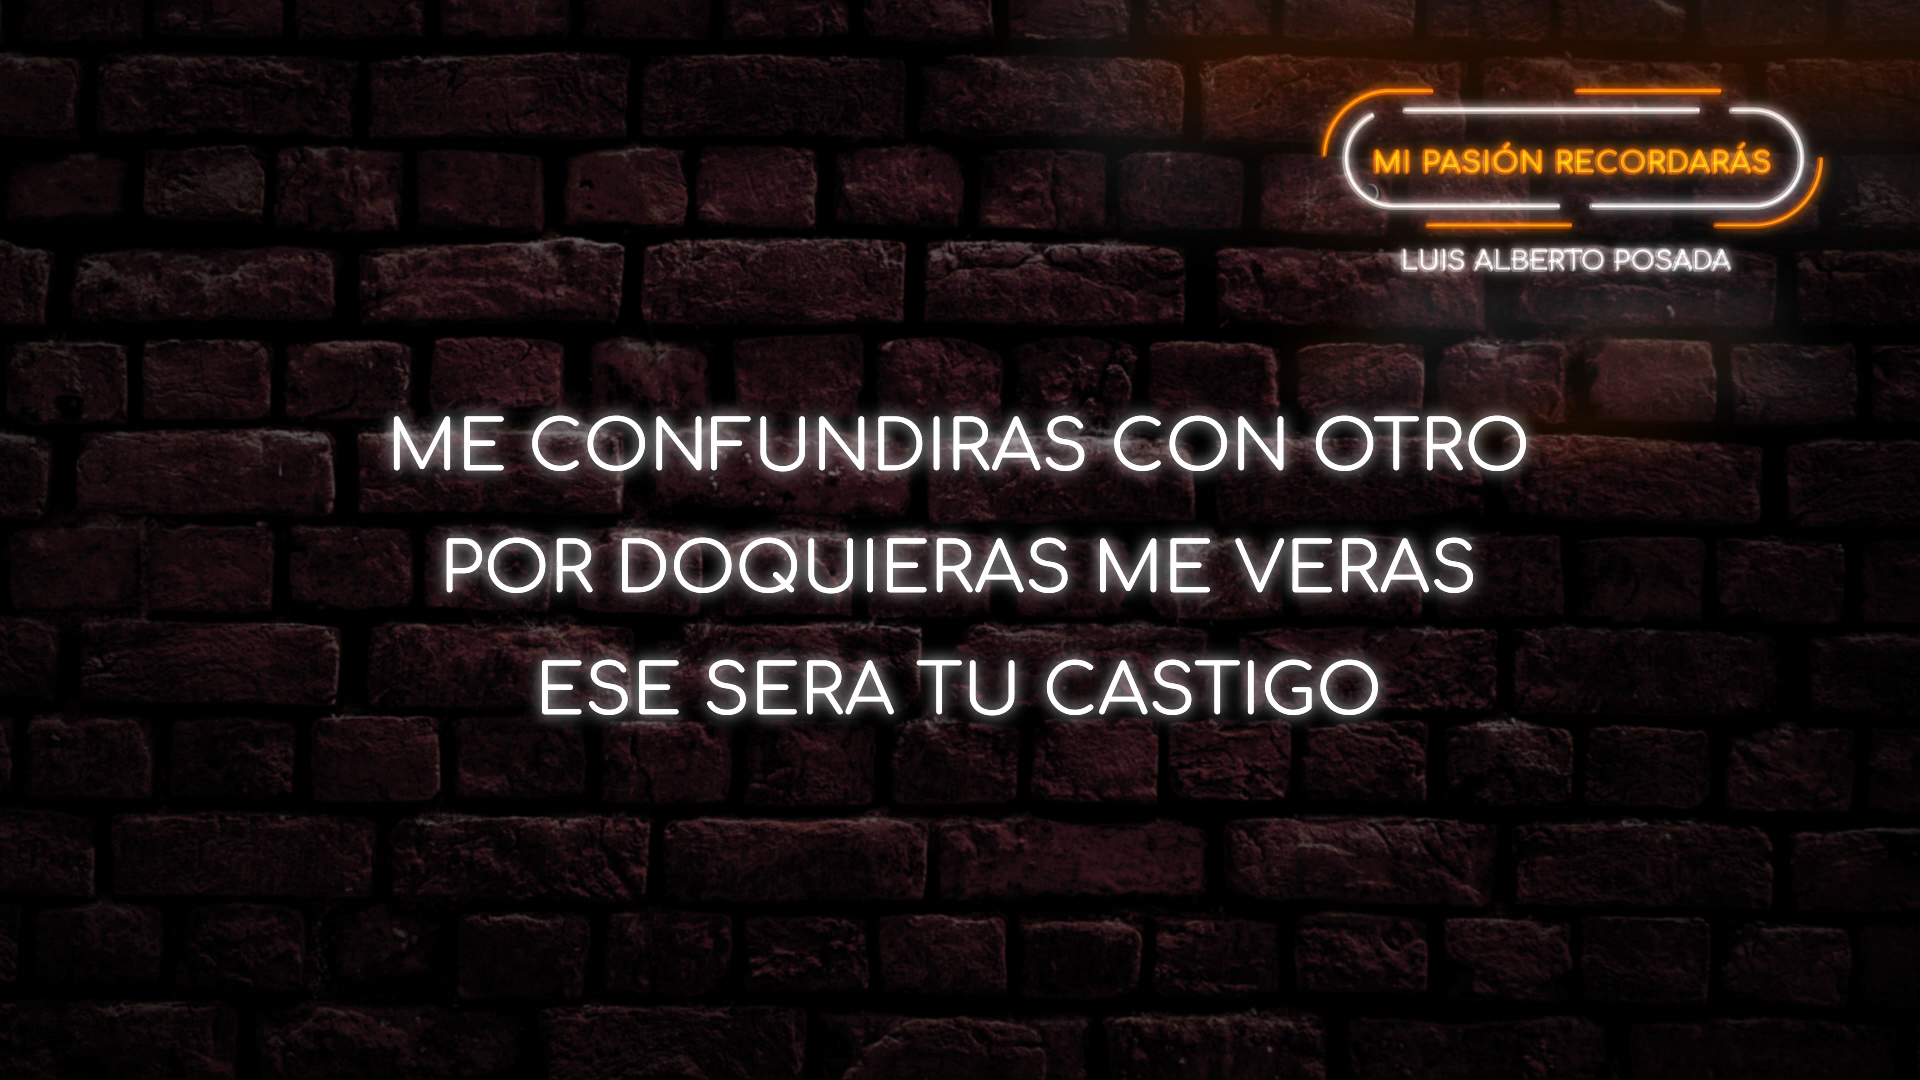 MI PASIÓN RECORDARÁS
LUIS ALBERTO POSADA
ME CONFUNDIRAS CON OTRO
POR DOQUIERAS ME VERAS
ESE SERA TU CASTIGO